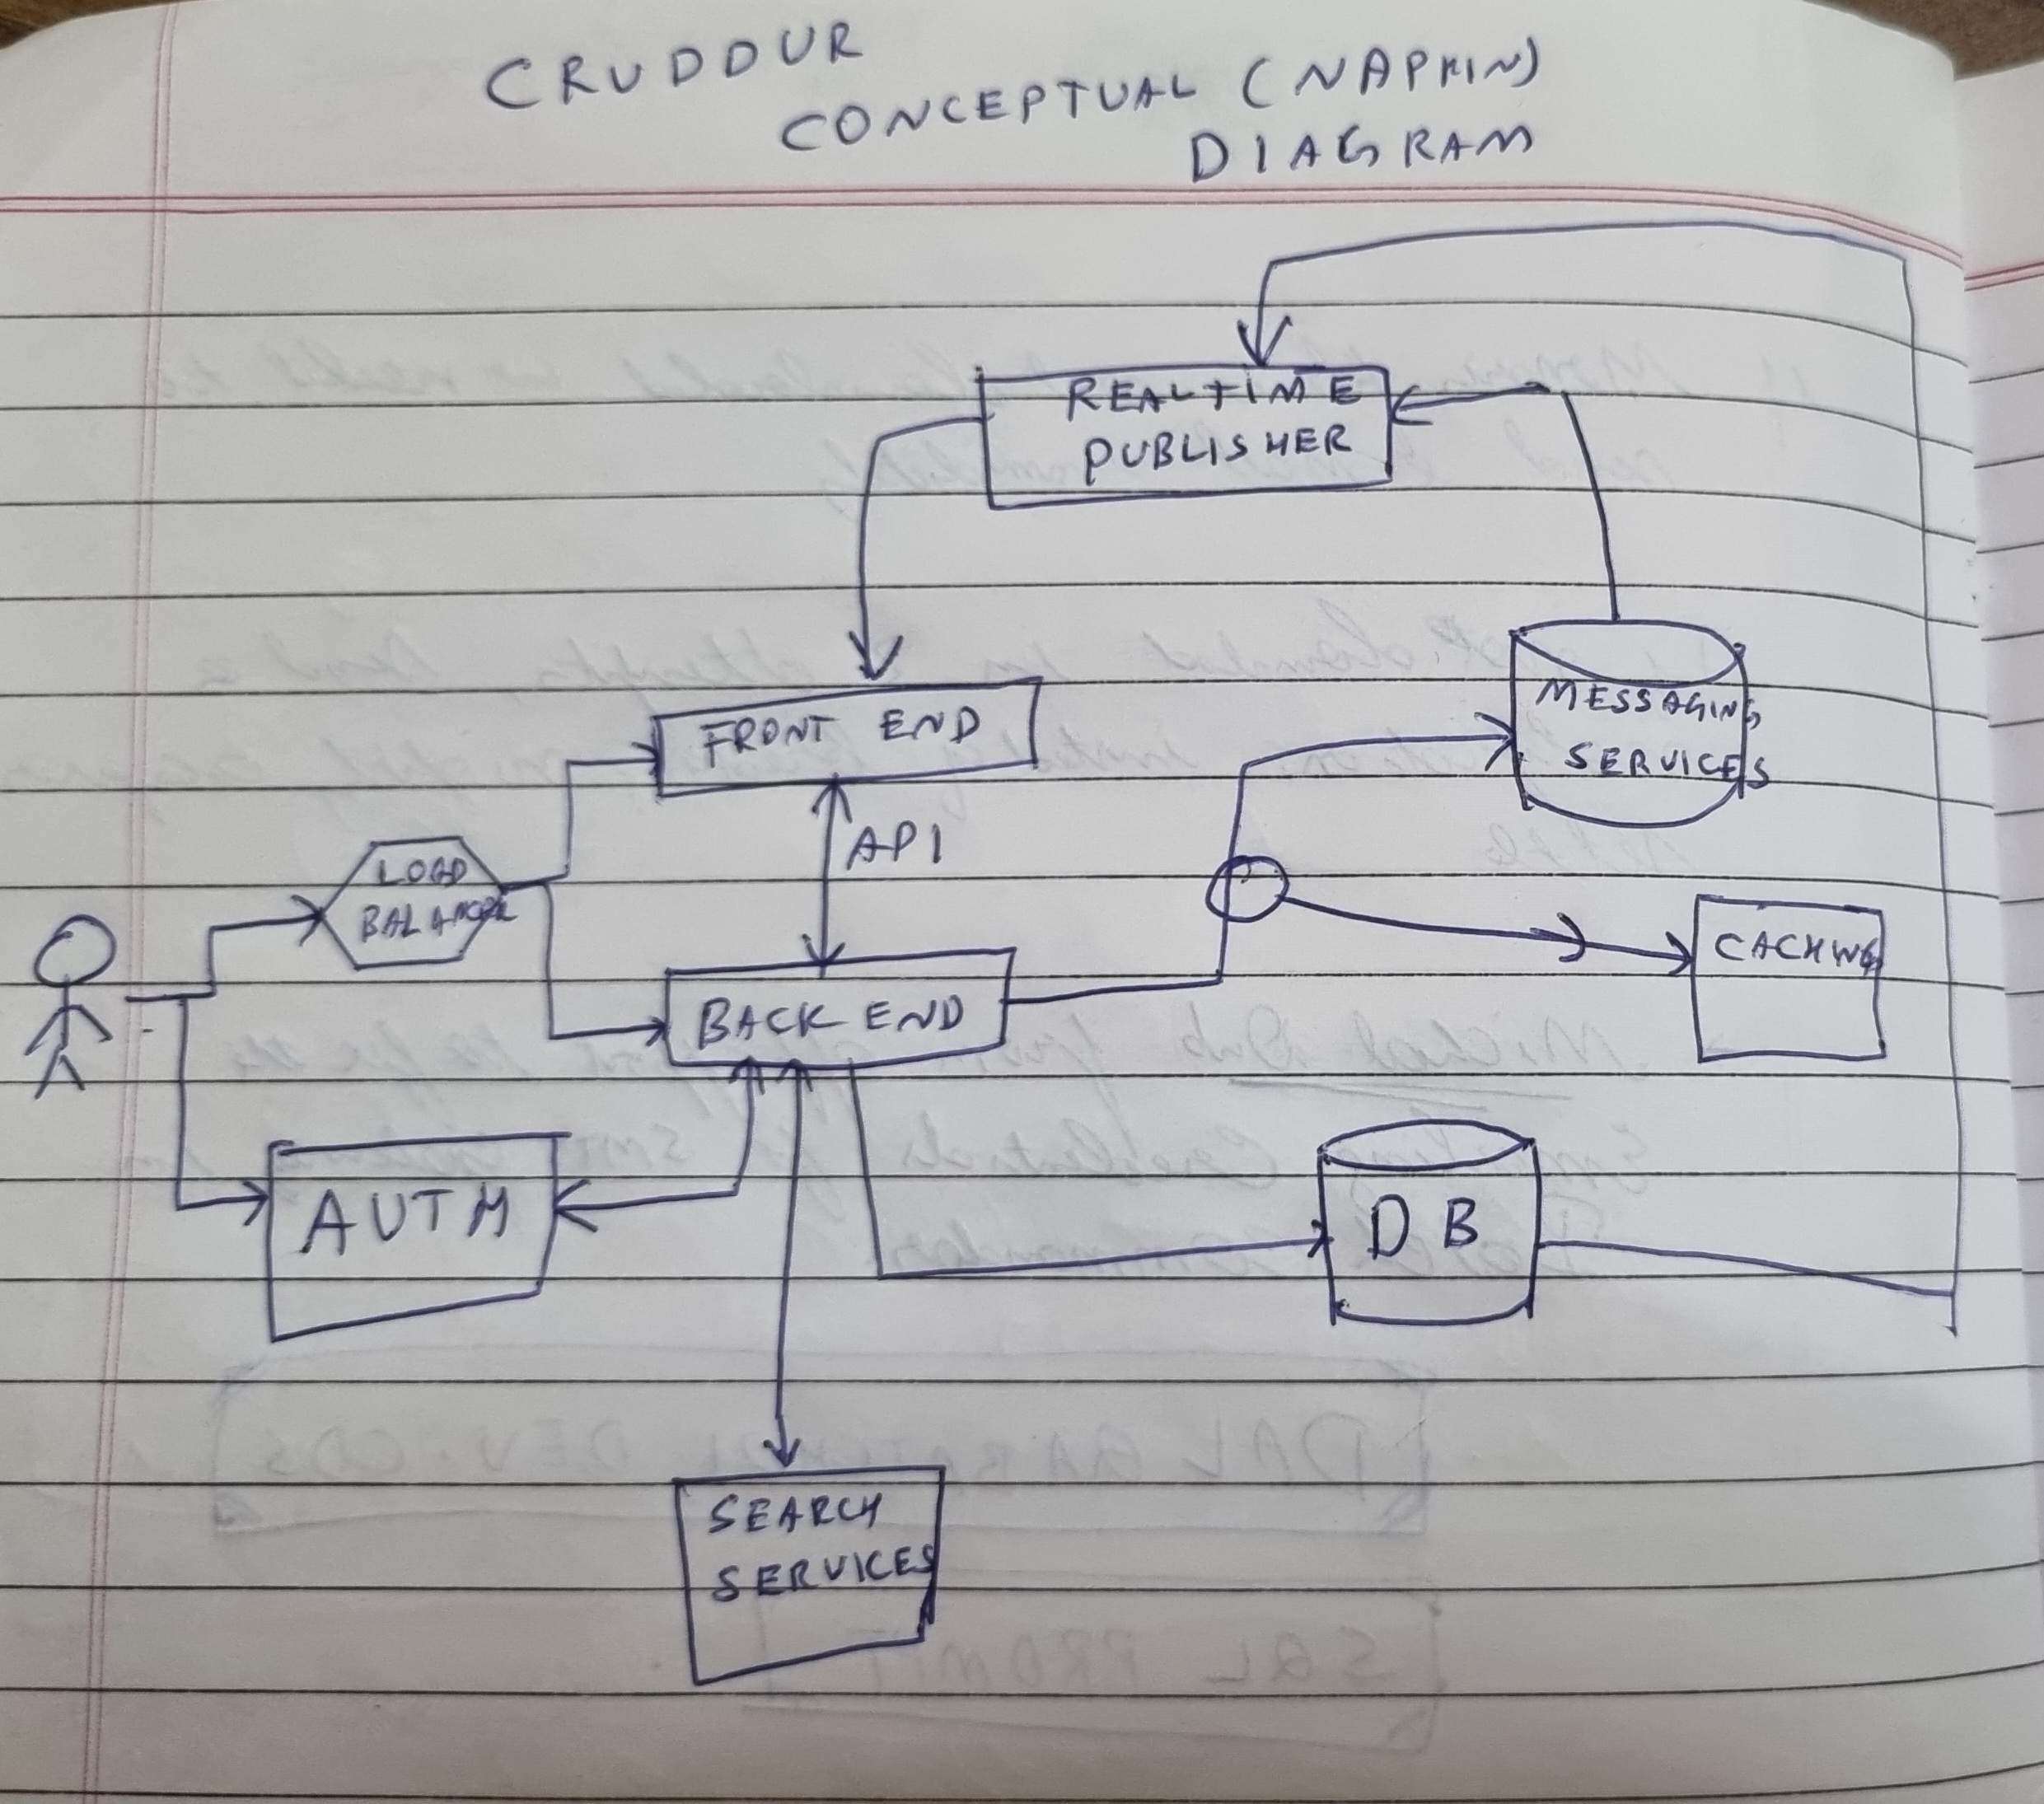 CRUDDUR
CONCEPTUAL (NAPKIN)
DIAGRAM
REALTIME
PUBLISHER
FRONT END
MESSAGING
SERVICES
API
LOAD
BALANCER
CACHING
BACK END
AUTH
DB
SEARCH
SERVICES